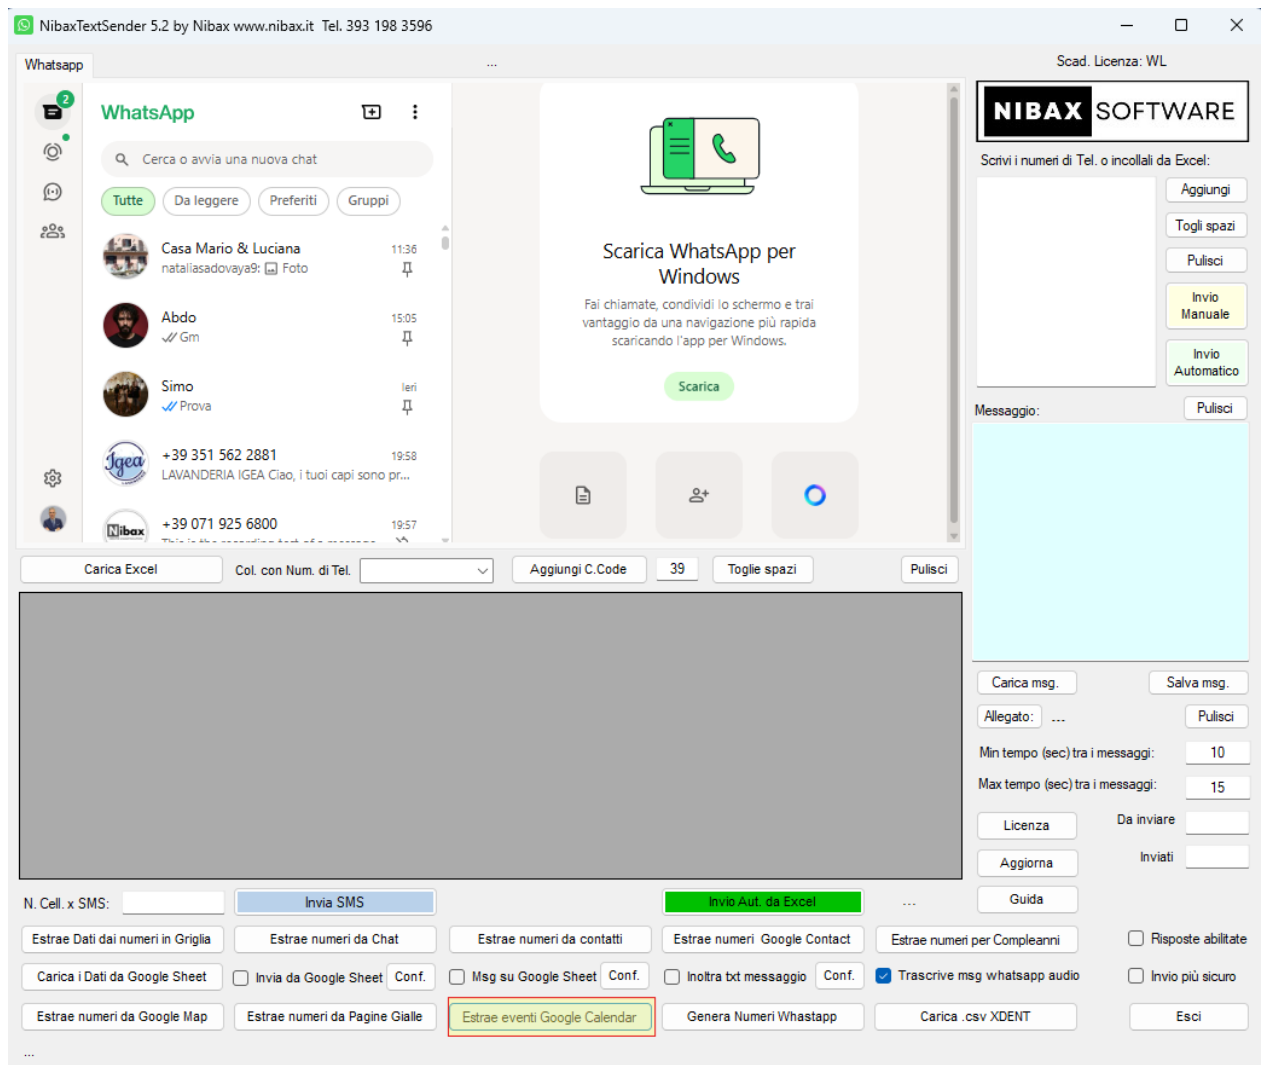 NibaxTextSender 5.2 by Nibax www.nibax.it Tel. 393 198 3596
Whatsapp
...
Scad. Licenza: WL
2
WhatsApp
Cerca o avvia una nuova chat
Tutte Da leggere Preferiti Gruppi
Casa Mario & Luciana 11:36
nataliasadovaya9: Foto
Abdo 15:05
Gm
Simo Ieri
Prova
Igea
+39 351 562 2881 19:58
LAVANDERIA IGEA Ciao, i tuoi capi sono pr...
Nibax
+39 071 925 6800 19:57
This is the recording text of a message
Scarica WhatsApp per
Windows
Fai chiamate, condividi lo schermo e trai
vantaggio da una navigazione più rapida
scaricando l'app per Windows.
Scarica
NIBAX SOFTWARE
Scrivi i numeri di Tel. o incollali da Excel:
Aggiungi
Togli spazi
Pulisci
Invio
Manuale
Invio
Automatico
Messaggio: Pulisci
Carica Excel Col. con Num. di Tel. Aggiungi C.Code 39 Toglie spazi Pulisci
Carica msg. Salva msg.
Allegato: ... Pulisci
Min tempo (sec) tra i messaggi: 10
Max tempo (sec) tra i messaggi: 15
Licenza Da inviare
Aggiorna Inviati
Guida
N. Cell. x SMS: Invia SMS Invio Aut. da Excel ...
Estrae Dati dai numeri in Griglia Estrae numeri da Chat Estrae numeri da contatti Estrae numeri Google Contact Estrae numeri per Compleanni Risposte abilitate
Carica i Dati da Google Sheet Invia da Google Sheet Conf. Msg su Google Sheet Conf. Inoltra txt messaggio Conf. Trascrive msg whatsapp audio Invio più sicuro
Estrae numeri da Google Map Estrae numeri da Pagine Gialle Estrae eventi Google Calendar Genera Numeri Whastapp Carica .csv XDENT Esci
...